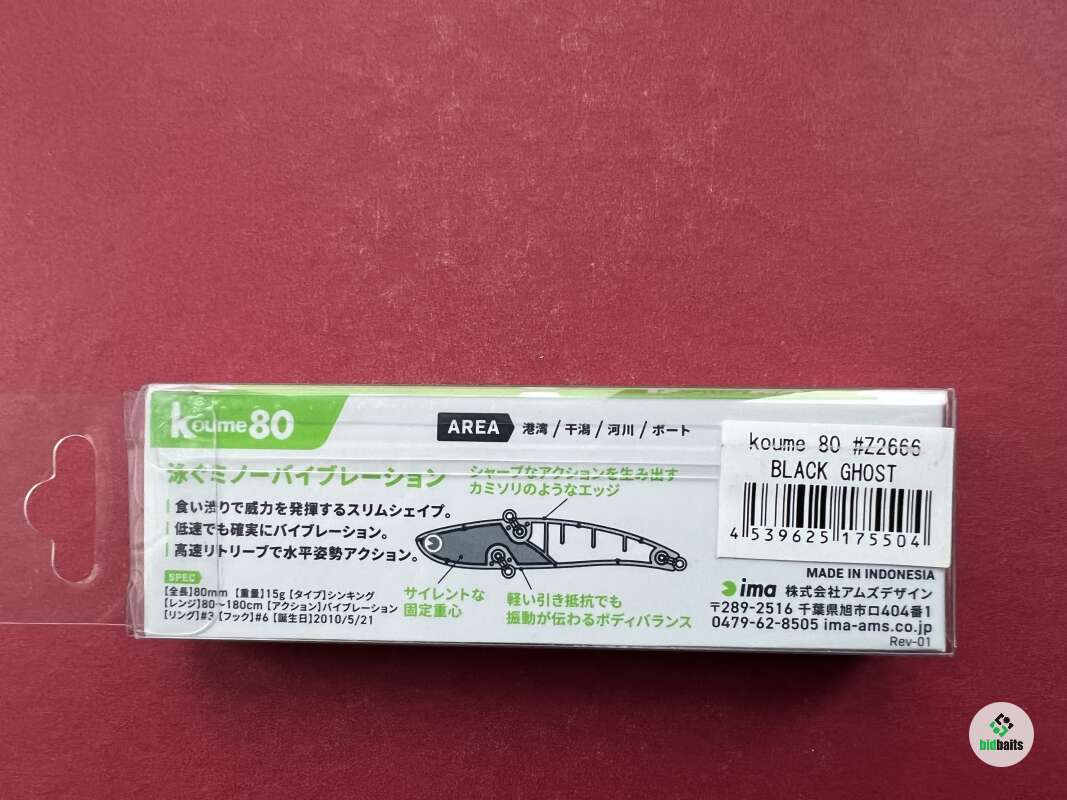 koume 80
AREA 港湾 / 干潟 / 河川 / ボート
泳ぐミノーバイブレーション
食い渋りで威力を発揮するスリムシェイプ。
低速でも確実にバイブレーション。
高速リトリーブで水平姿勢アクション。
シャープなアクションを生み出す
カミソリのようなエッジ
サイレントな
固定重心
軽い引き抵抗でも
振動が伝わるボディバランス
SPEC
【全長】80mm 【重量】15g 【タイプ】シンキング
【レンジ】80~180cm 【アクション】バイブレーション
【リング】#3 【フック】#6 【誕生日】2010/5/21
koume 80 #Z2666
BLACK GHOST
4 539625 175504
MADE IN INDONESIA
ima 株式会社アムズデザイン
〒289-2516 千葉県旭市ロ404番1
0479-62-8505 ima-ams.co.jp
Rev-01
bidbaits